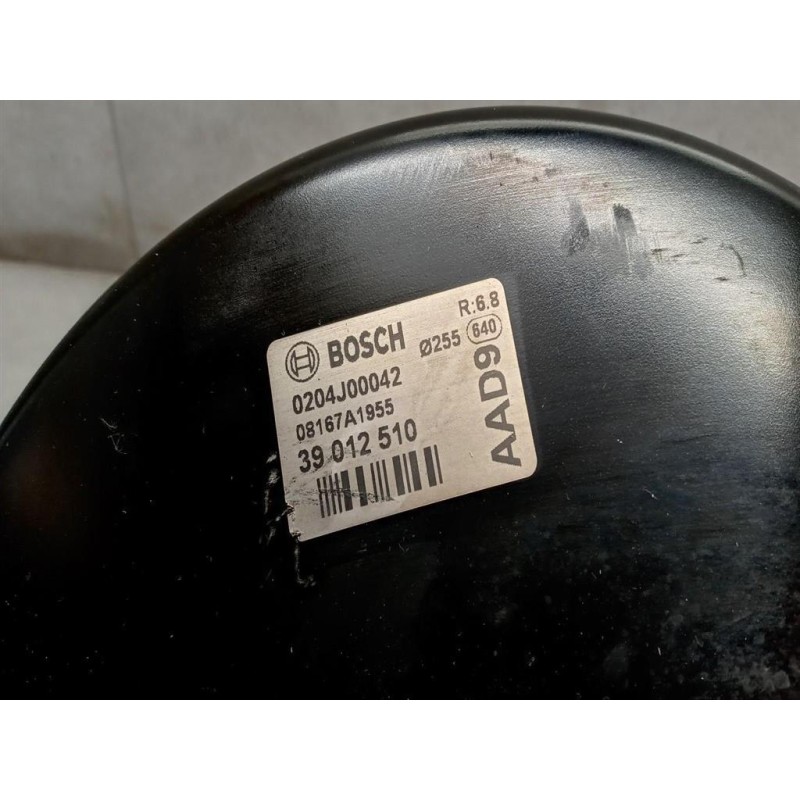 BOSCH
R:6.8
Ø255 640
0204J00042
08167A1955
39 012 510
AAD9